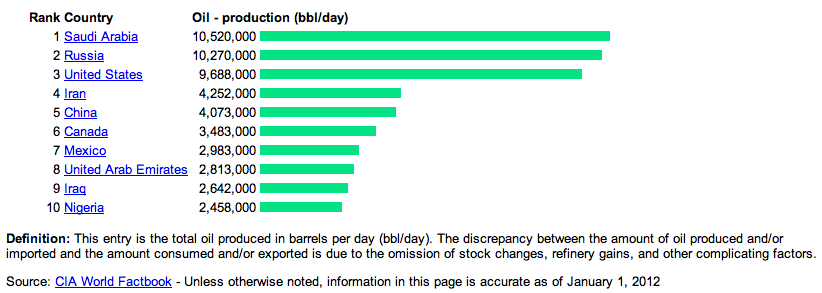 Rank Country Oil - production (bbl/day)
1 Saudi Arabia 10,520,000
2 Russia 10,270,000
3 United States 9,688,000
4 Iran 4,252,000
5 China 4,073,000
6 Canada 3,483,000
7 Mexico 2,983,000
8 United Arab Emirates 2,813,000
9 Iraq 2,642,000
10 Nigeria 2,458,000
Definition: This entry is the total oil produced in barrels per day (bbl/day). The discrepancy between the amount of oil produced and/or
imported and the amount consumed and/or exported is due to the omission of stock changes, refinery gains, and other complicating factors.
Source: CIA World Factbook - Unless otherwise noted, information in this page is accurate as of January 1, 2012